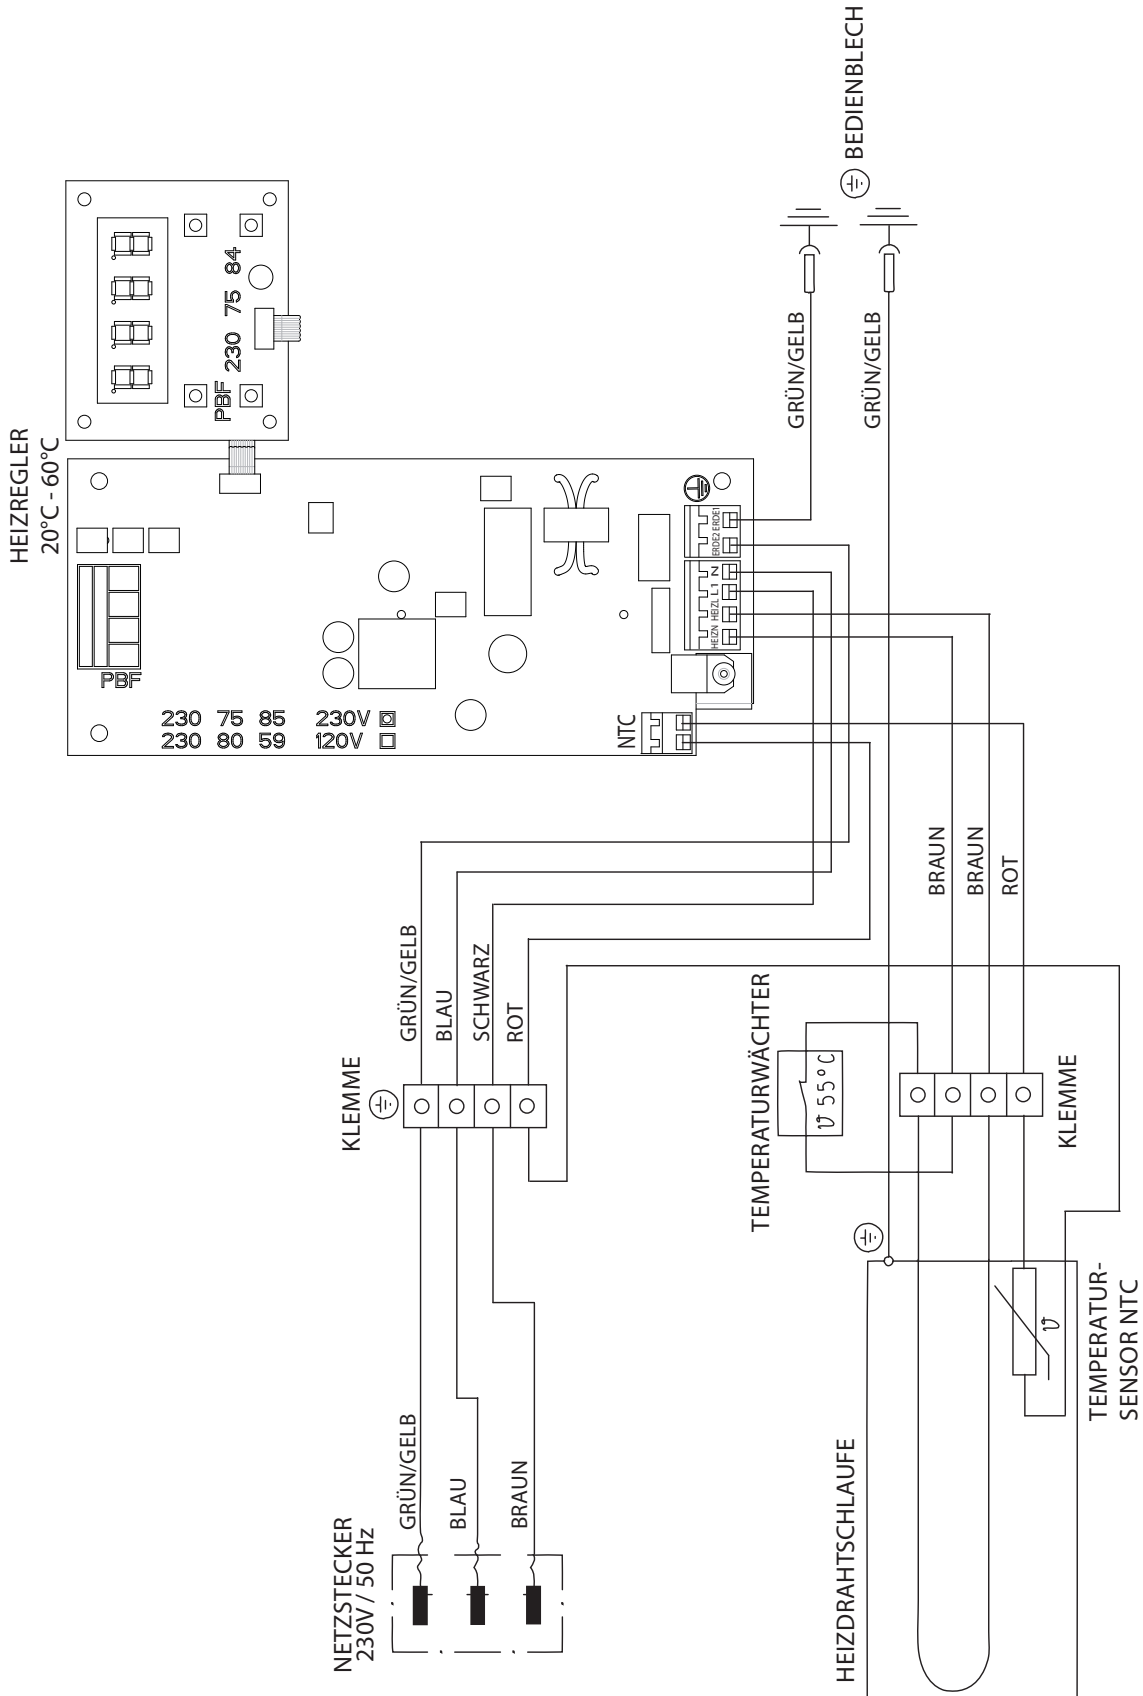 HEIZREGLER
20°C - 60°C
PBF 230 75 84
PBF
230 75 85 230V
230 80 59 120V
NTC
HEIZN
HEIZL
L1
N
ERDE2
ERDE1
BEDIENBLECH
GRÜN/GELB
GRÜN/GELB
BRAUN
BRAUN
ROT
GRÜN/GELB
BLAU
SCHWARZ
ROT
KLEMME
TEMPERATURWÄCHTER
ϑ 55°C
KLEMME
NETZSTECKER
230V / 50 Hz
GRÜN/GELB
BLAU
BRAUN
HEIZDRAHTSCHLAUFE
ϑ
TEMPERATUR-
SENSOR NTC